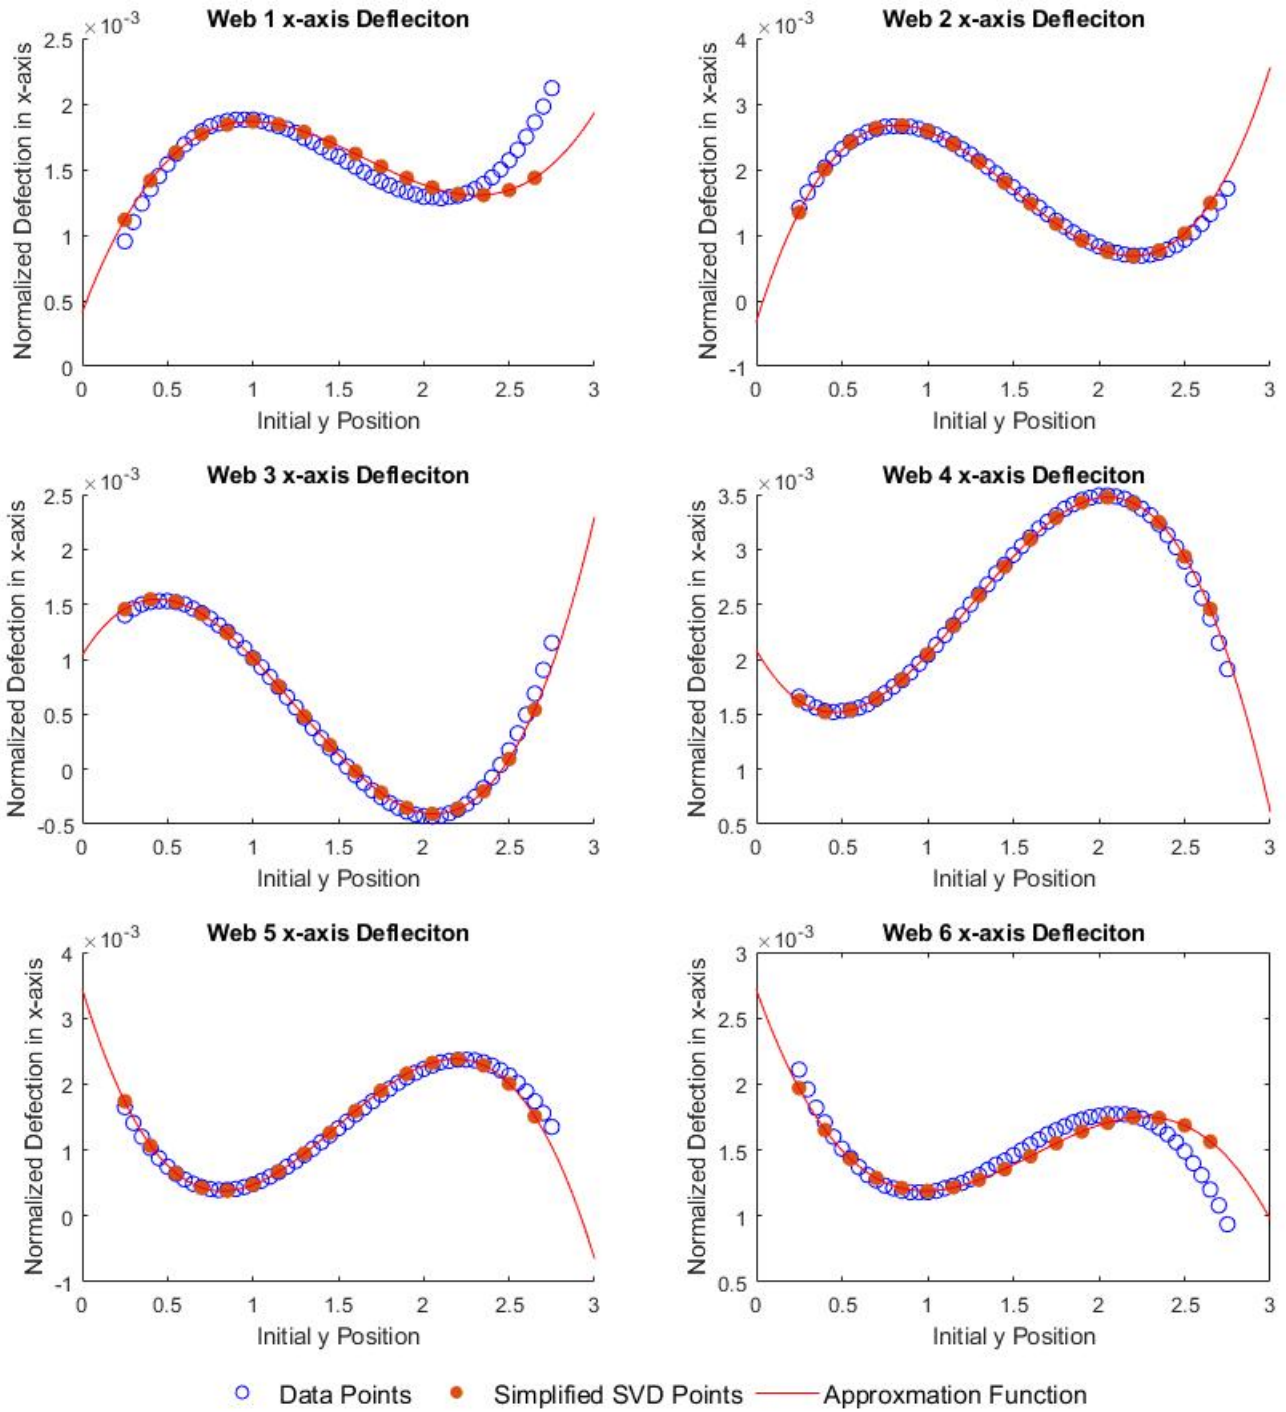 Web 1 x-axis Defleciton
Web 2 x-axis Defleciton
×10-3
×10-3
Normalized Defection in x-axis
2.5
2
1.5
1
0.5
0
0 0.5 1 1.5 2 2.5 3
Initial y Position
Normalized Defection in x-axis
4
3
2
1
0
-1
0 0.5 1 1.5 2 2.5 3
Initial y Position
Web 3 x-axis Defleciton
Web 4 x-axis Defleciton
×10-3
×10-3
Normalized Defection in x-axis
2.5
2
1.5
1
0.5
0
-0.5
0 0.5 1 1.5 2 2.5 3
Initial y Position
Normalized Defection in x-axis
3.5
3
2.5
2
1.5
1
0.5
0 0.5 1 1.5 2 2.5 3
Initial y Position
Web 5 x-axis Defleciton
Web 6 x-axis Defleciton
×10-3
×10-3
Normalized Defection in x-axis
4
3
2
1
0
-1
0 0.5 1 1.5 2 2.5 3
Initial y Position
Normalized Defection in x-axis
3
2.5
2
1.5
1
0.5
0 0.5 1 1.5 2 2.5 3
Initial y Position
Data Points Simplified SVD Points Approxmation Function